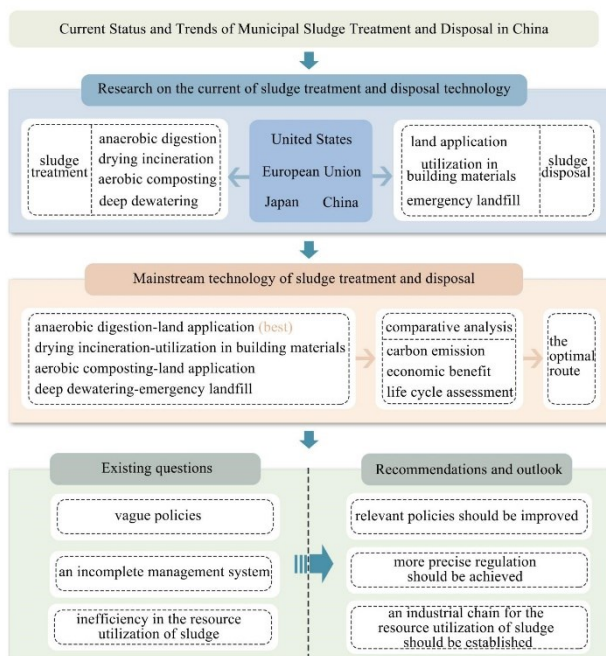 Current Status and Trends of Municipal Sludge Treatment and Disposal in China
Research on the current of sludge treatment and disposal technology
sludge
treatment
anaerobic digestion
drying incineration
aerobic composting
deep dewatering
United States
European Union
Japan China
land application
utilization in
building materials
emergency landfill
sludge
disposal
Mainstream technology of sludge treatment and disposal
anaerobic digestion-land application (best)
drying incineration-utilization in building materials
aerobic composting-land application
deep dewatering-emergency landfill
comparative analysis
carbon emission
economic benefit
life cycle assessment
the
optimal
route
Existing questions
vague policies
an incomplete management system
inefficiency in the resource
utilization of sludge
Recommendations and outlook
relevant policies should be improved
more precise regulation
should be achieved
an industrial chain for the
resource utilization of sludge
should be established